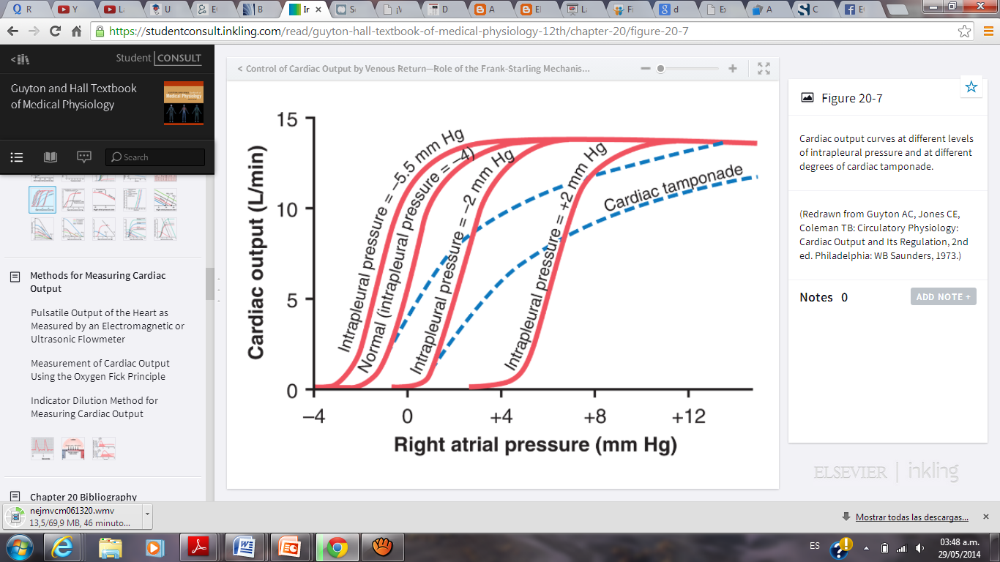 R
Y
L
U
E
B
Ir
S
¡V
D
A
El
L
Fi
d
E
A
C
E
https://studentconsult.inkling.com/read/guyton-hall-textbook-of-medical-physiology-12th/chapter-20/figure-20-7
Student CONSULT
Guyton and Hall Textbook
of Medical Physiology
Medical Physiology
Search
Methods for Measuring Cardiac
Output
Pulsatile Output of the Heart as
Measured by an Electromagnetic or
Ultrasonic Flowmeter
Measurement of Cardiac Output
Using the Oxygen Fick Principle
Indicator Dilution Method for
Measuring Cardiac Output
Chapter 20 Bibliography
< Control of Cardiac Output by Venous Return—Role of the Frank-Starling Mechanis...
Cardiac output (L/min)
15
10
5
0
Intrapleural pressure = –5.5 mm Hg
Normal (intrapleural pressure = –4)
Intrapleural pressure = –2 mm Hg
Intrapleural pressure = +2 mm Hg
Cardiac tamponade
–4
0
+4
+8
+12
Right atrial pressure (mm Hg)
Figure 20-7
Cardiac output curves at different levels
of intrapleural pressure and at different
degrees of cardiac tamponade.
(Redrawn from Guyton AC, Jones CE,
Coleman TB: Circulatory Physiology:
Cardiac Output and Its Regulation, 2nd
ed. Philadelphia: WB Saunders, 1973.)
Notes 0
ADD NOTE +
ELSEVIER | inkling
nejmvcm061320.wmv
13,5/69,9 MB, 46 minuto...
Mostrar todas las descargas...
ES
03:48 a.m.
29/05/2014